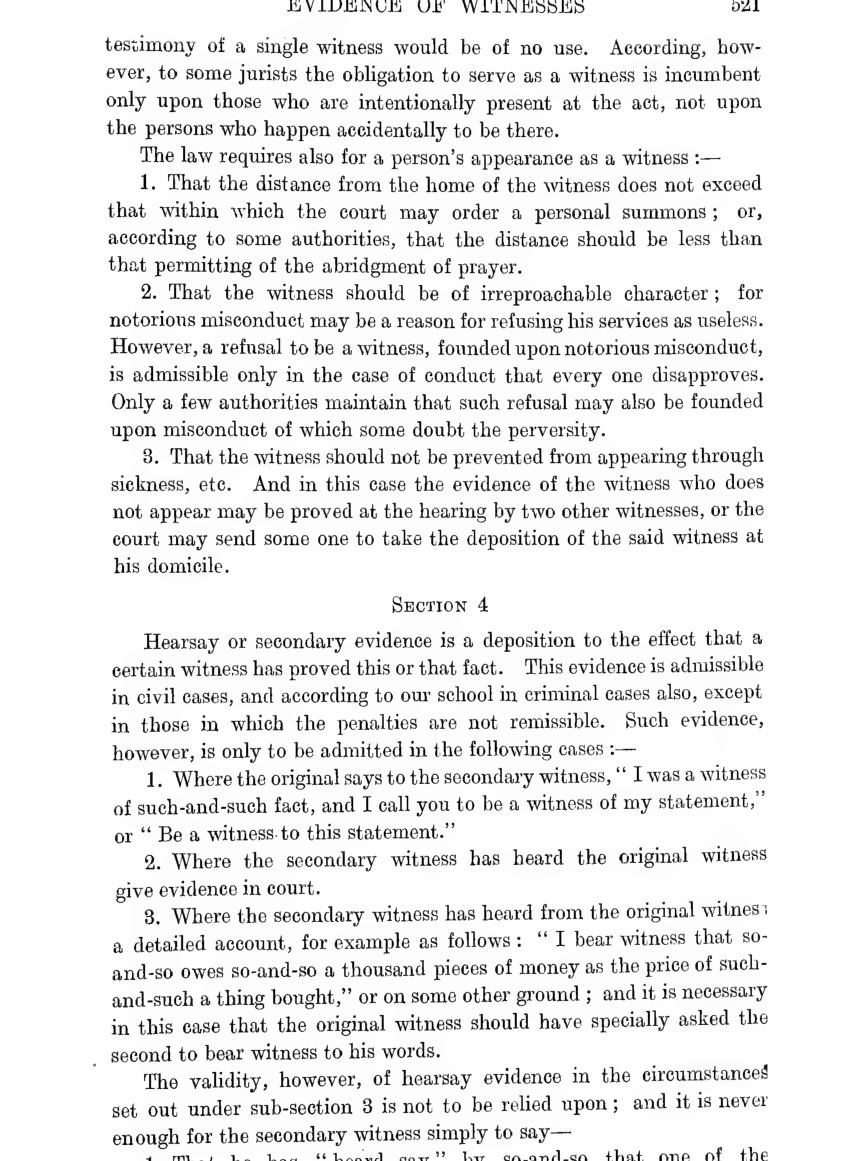 EVIDENCE OF WITNESSES 521
testimony of a single witness would be of no use. According, how-
ever, to some jurists the obligation to serve as a witness is incumbent
only upon those who are intentionally present at the act, not upon
the persons who happen accidentally to be there.
The law requires also for a person's appearance as a witness :—
1. That the distance from the home of the witness does not exceed
that within which the court may order a personal summons ; or,
according to some authorities, that the distance should be less than
that permitting of the abridgment of prayer.
2. That the witness should be of irreproachable character ; for
notorious misconduct may be a reason for refusing his services as useless.
However, a refusal to be a witness, founded upon notorious misconduct,
is admissible only in the case of conduct that every one disapproves.
Only a few authorities maintain that such refusal may also be founded
upon misconduct of which some doubt the perversity.
3. That the witness should not be prevented from appearing through
sickness, etc. And in this case the evidence of the witness who does
not appear may be proved at the hearing by two other witnesses, or the
court may send some one to take the deposition of the said witness at
his domicile.
SECTION 4
Hearsay or secondary evidence is a deposition to the effect that a
certain witness has proved this or that fact. This evidence is admissible
in civil cases, and according to our school in criminal cases also, except
in those in which the penalties are not remissible. Such evidence,
however, is only to be admitted in the following cases :—
1. Where the original says to the secondary witness, “ I was a witness
of such-and-such fact, and I call you to be a witness of my statement,”
or “ Be a witness to this statement.”
2. Where the secondary witness has heard the original witness
give evidence in court.
3. Where the secondary witness has heard from the original witness
a detailed account, for example as follows : “ I bear witness that so-
and-so owes so-and-so a thousand pieces of money as the price of such-
and-such a thing bought,” or on some other ground ; and it is necessary
in this case that the original witness should have specially asked the
second to bear witness to his words.
The validity, however, of hearsay evidence in the circumstances
set out under sub-section 3 is not to be relied upon ; and it is never
enough for the secondary witness simply to say—
1. That he has “ heard say ” by so-and-so that one of the